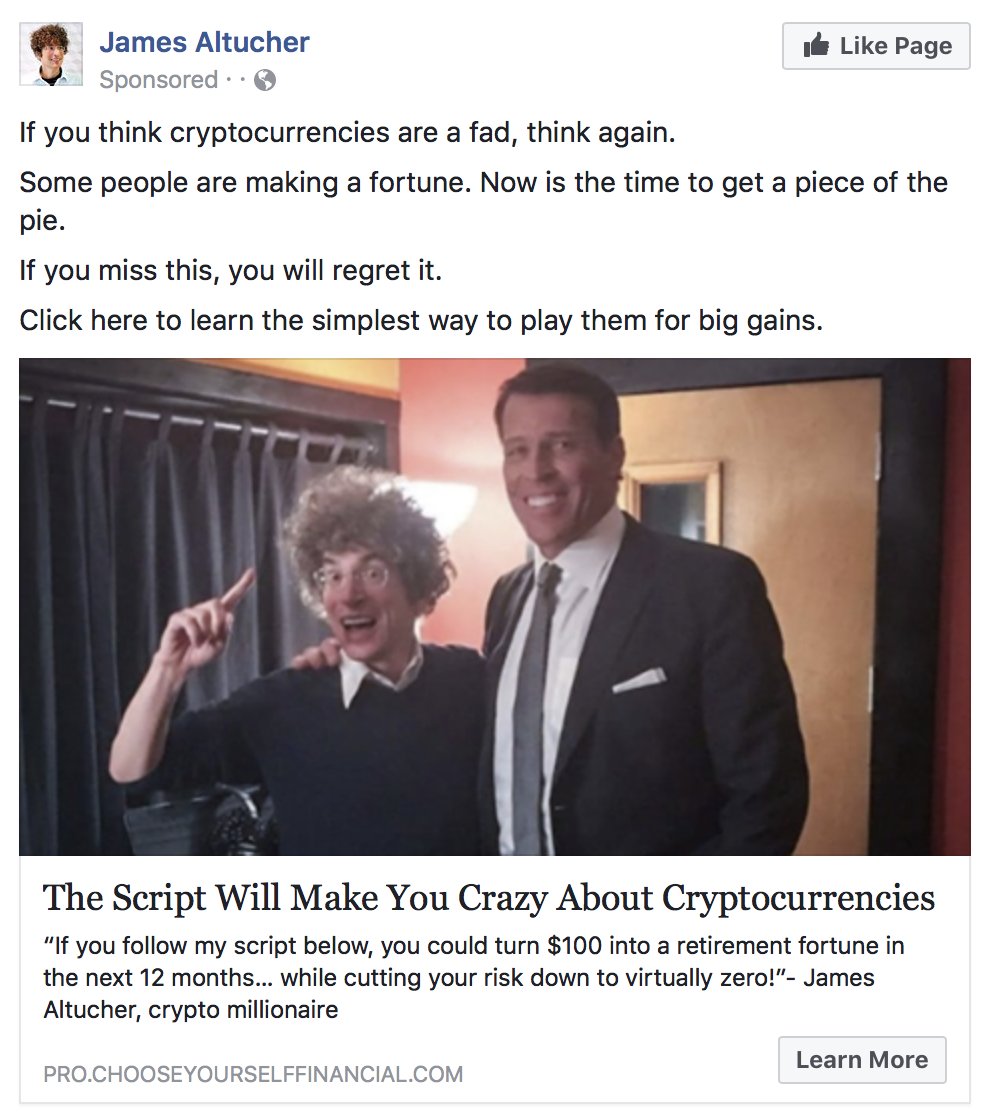 James Altucher
Like Page
Sponsored · ·
If you think cryptocurrencies are a fad, think again.
Some people are making a fortune. Now is the time to get a piece of the
pie.
If you miss this, you will regret it.
Click here to learn the simplest way to play them for big gains.
The Script Will Make You Crazy About Cryptocurrencies
“If you follow my script below, you could turn $100 into a retirement fortune in
the next 12 months... while cutting your risk down to virtually zero!”- James
Altucher, crypto millionaire
PRO.CHOOSEYOURSELFFINANCIAL.COM
Learn More